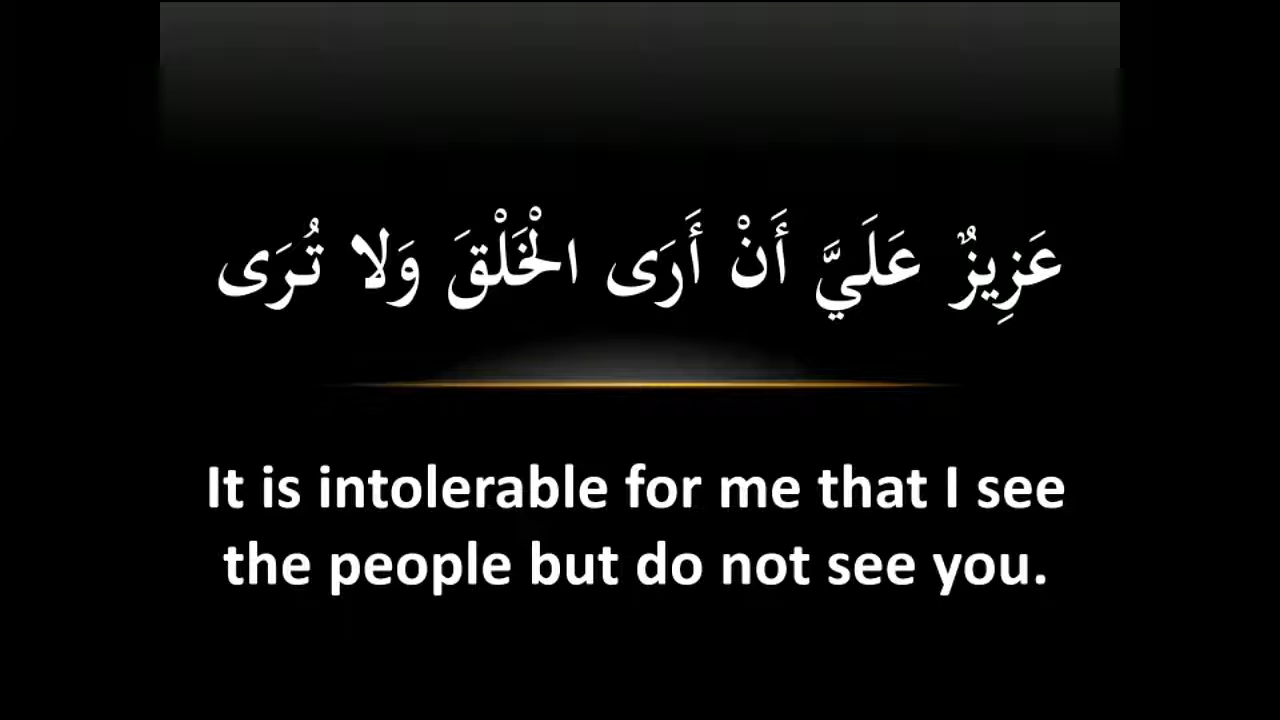 عَزِيزٌ عَلَيَّ أَنْ أَرَى الْخَلْقَ وَلا تُرَى
It is intolerable for me that I see
the people but do not see you.